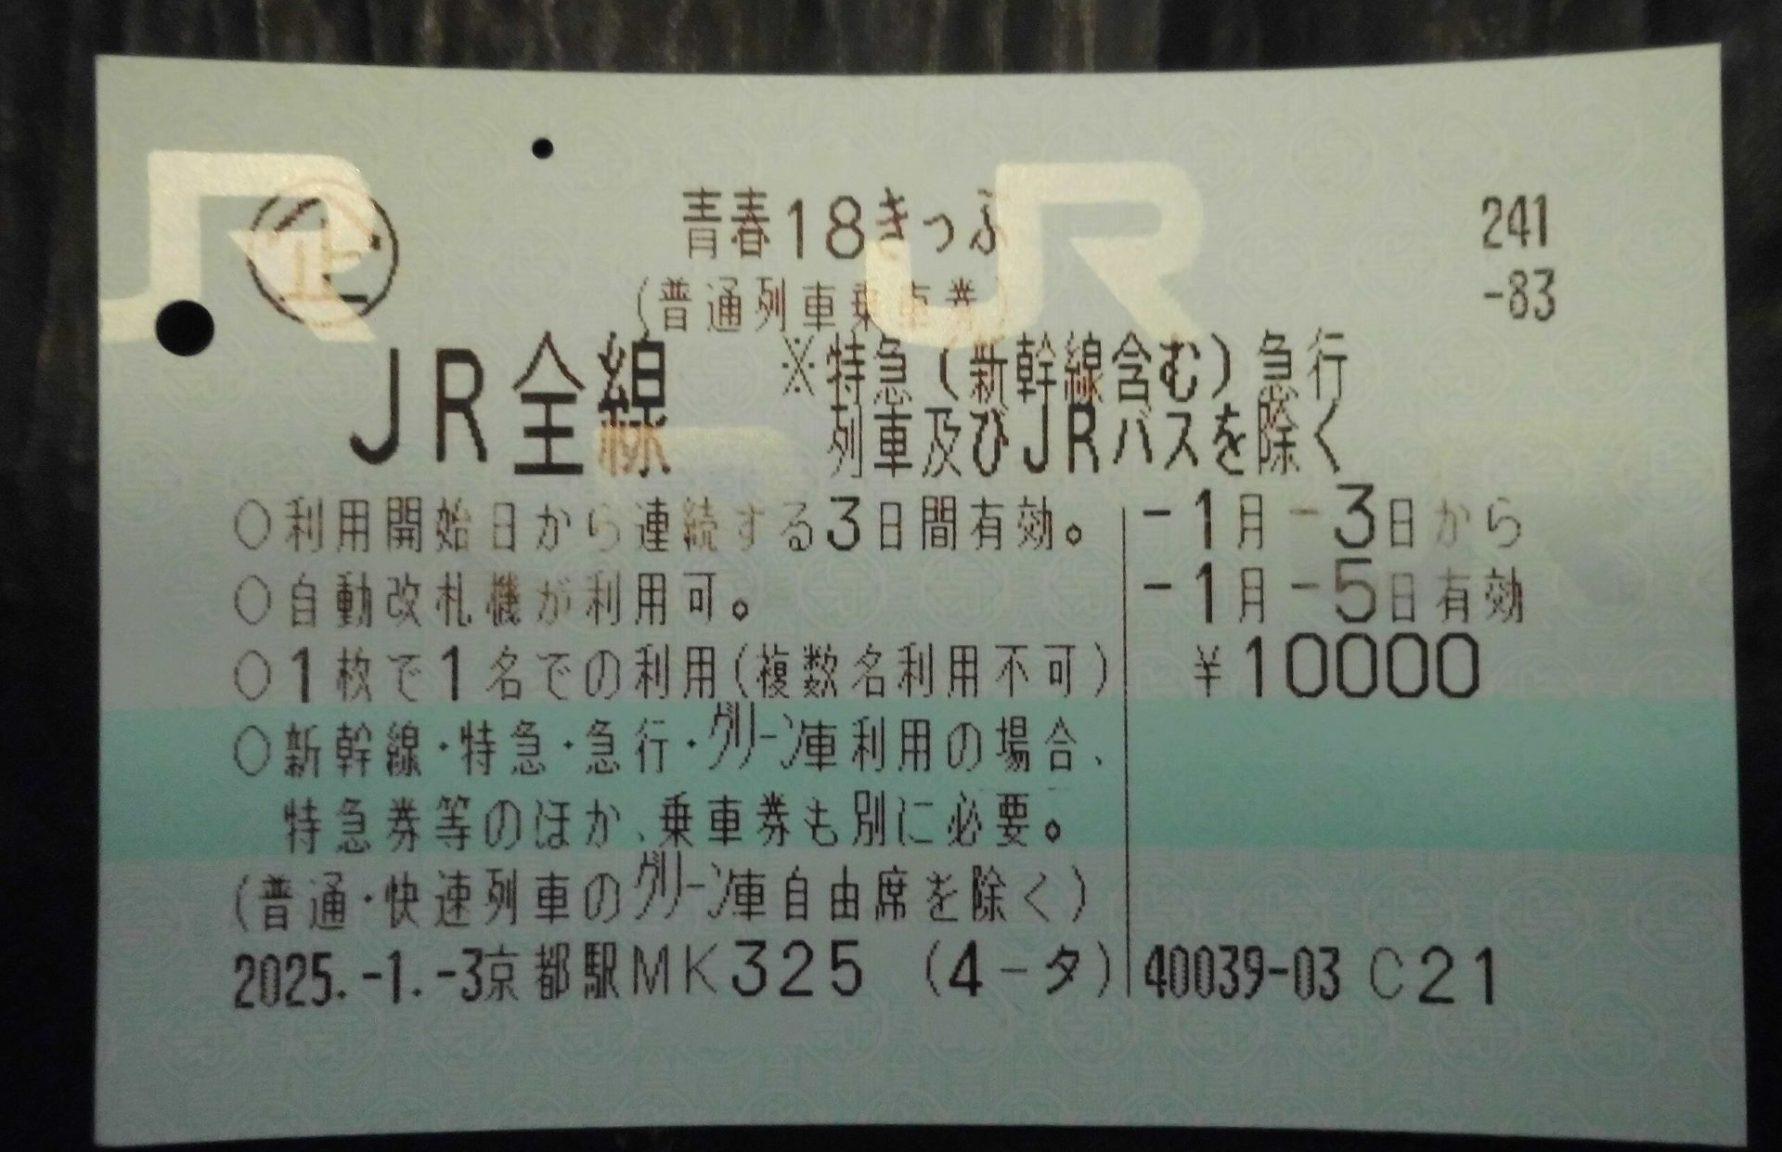 JR JR
企 青春18きっぷ 241
(普通列車乗車券) -83
JR全線 ※特急(新幹線含む)急行
列車及びJRバスを除く
○利用開始日から連続する3日間有効。 -1月-3日から
○自動改札機が利用可。 -1月-5日有効
○1枚で1名での利用(複数名利用不可) ¥10000
○新幹線・特急・急行・グリーン車利用の場合、
特急券等のほか、乗車券も別に必要。
(普通・快速列車のグリーン車自由席を除く)
2025.-1.-3京都駅MK325 (4-タ) 40039-03 C21